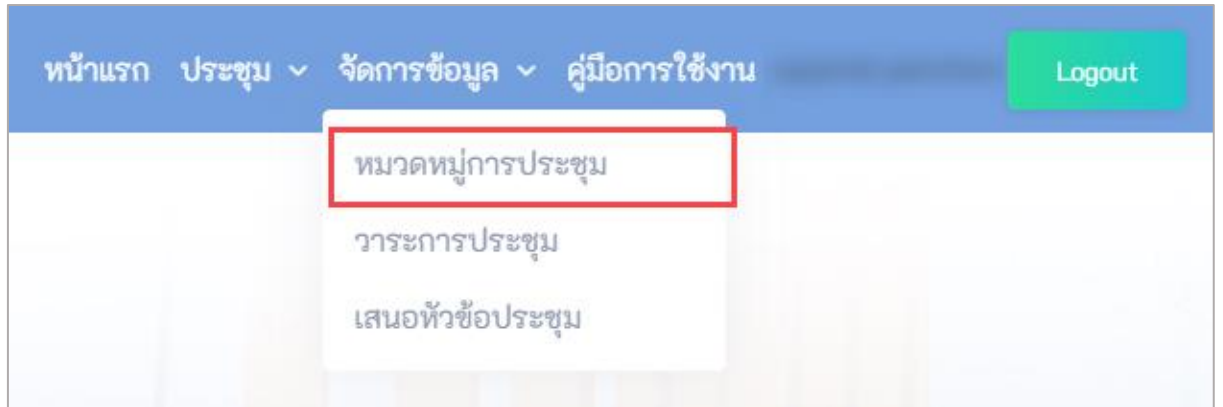 หน้าแรก ประชุม จัดการข้อมูล คู่มือการใช้งาน Logout
หมวดหมู่การประชุม
วาระการประชุม
เสนอหัวข้อประชุม